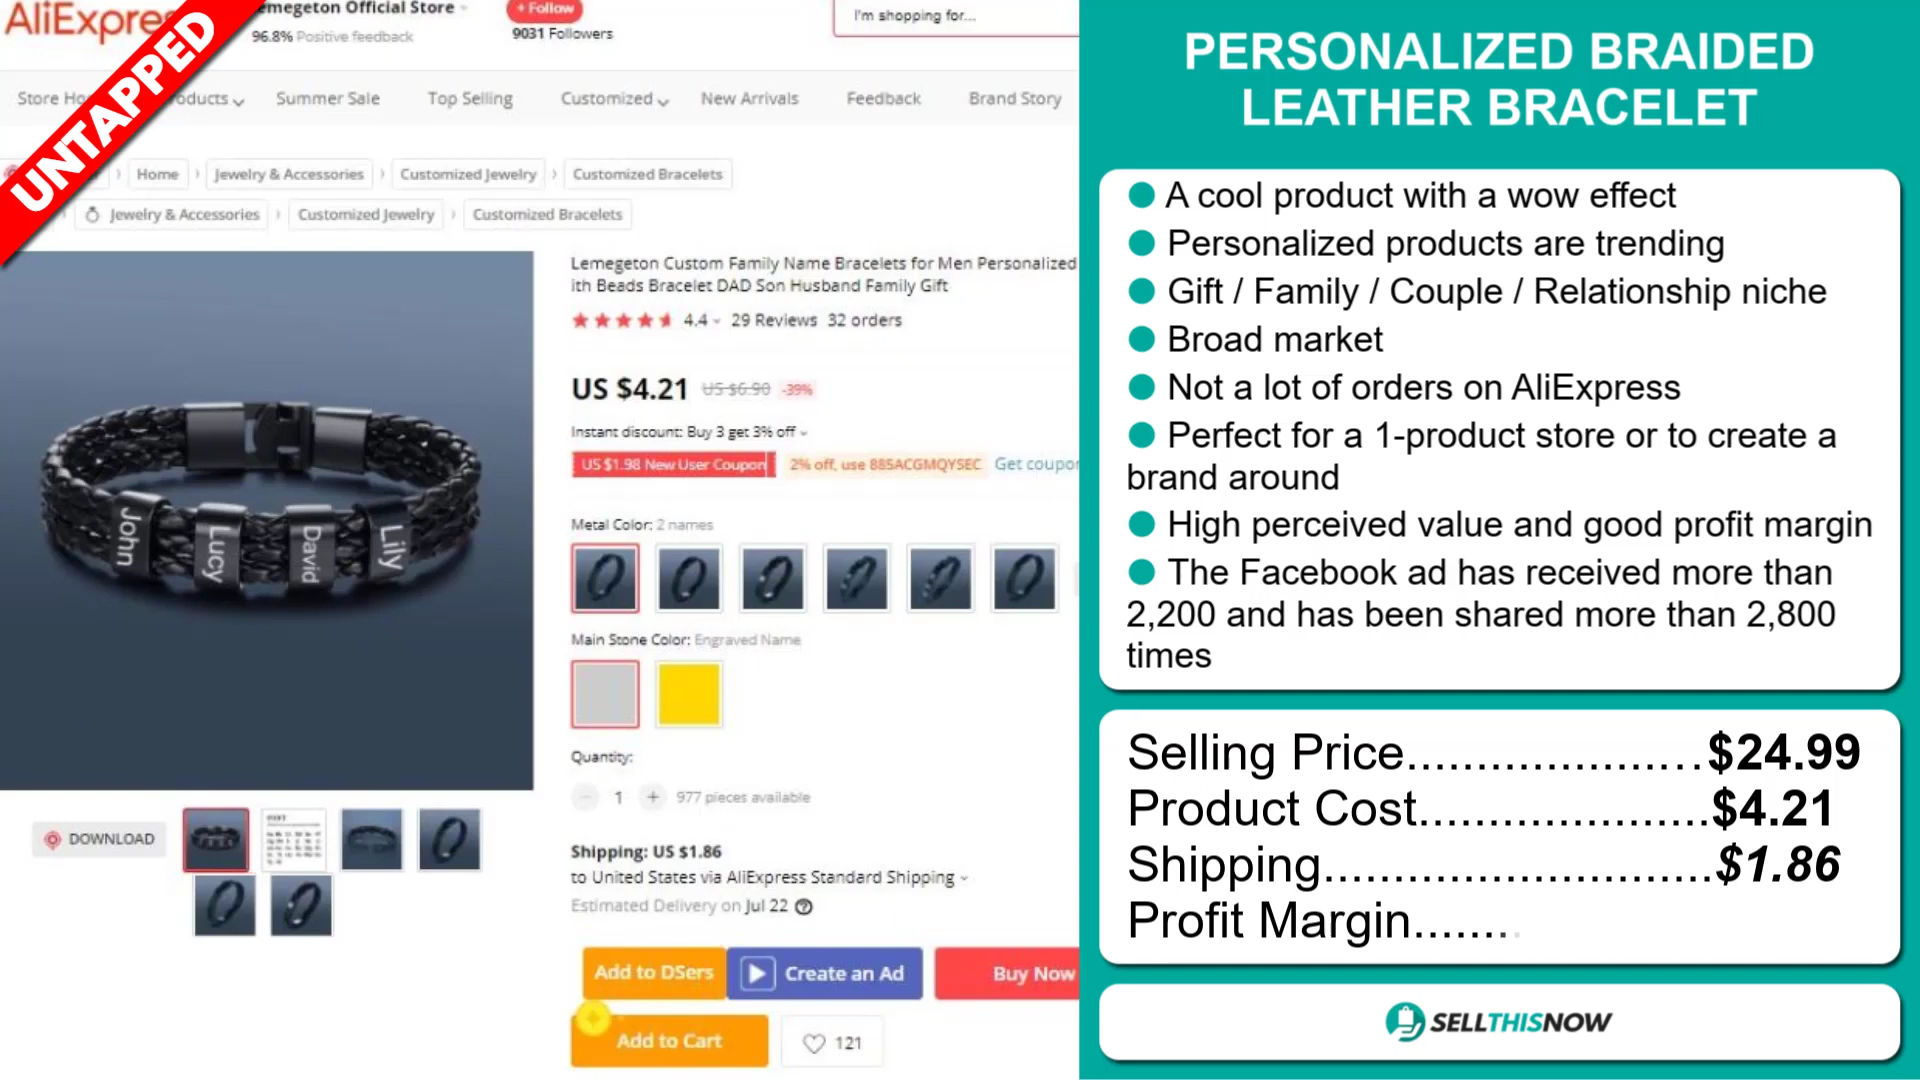 AliExpre
UNTAPPED
emegeton Official Store
96.8% Positive feedback
+ Follow
9031 Followers
I'm shopping for...
Store Ho
oducts
Summer Sale
Top Selling
Customized
New Arrivals
Feedback
Brand Story
Home
Jewelry & Accessories
Customized Jewelry
Customized Bracelets
Jewelry & Accessories
Customized Jewelry
Customized Bracelets
John
Lucy
David
Lily
DOWNLOAD
Lemegeton Custom Family Name Bracelets for Men Personalized
ith Beads Bracelet DAD Son Husband Family Gift
4.4 29 Reviews 32 orders
US $4.21 US $6.90 -39%
Instant discount: Buy 3 get 3% off
US $1.98 New User Coupon
2% off, use 885ACGMQYSEC
Get coupon
Metal Color: 2 names
Main Stone Color: Engraved Name
Quantity:
1
977 pieces available
Shipping: US $1.86
to United States via AliExpress Standard Shipping
Estimated Delivery on Jul 22
Add to DSers
Create an Ad
Buy Now
Add to Cart
121
PERSONALIZED BRAIDED
LEATHER BRACELET
● A cool product with a wow effect
● Personalized products are trending
● Gift / Family / Couple / Relationship niche
● Broad market
● Not a lot of orders on AliExpress
● Perfect for a 1-product store or to create a
brand around
● High perceived value and good profit margin
● The Facebook ad has received more than
2,200 and has been shared more than 2,800
times
Selling Price.....................$24.99
Product Cost.....................$4.21
Shipping............................$1.86
Profit Margin........
SELLTHISNOW